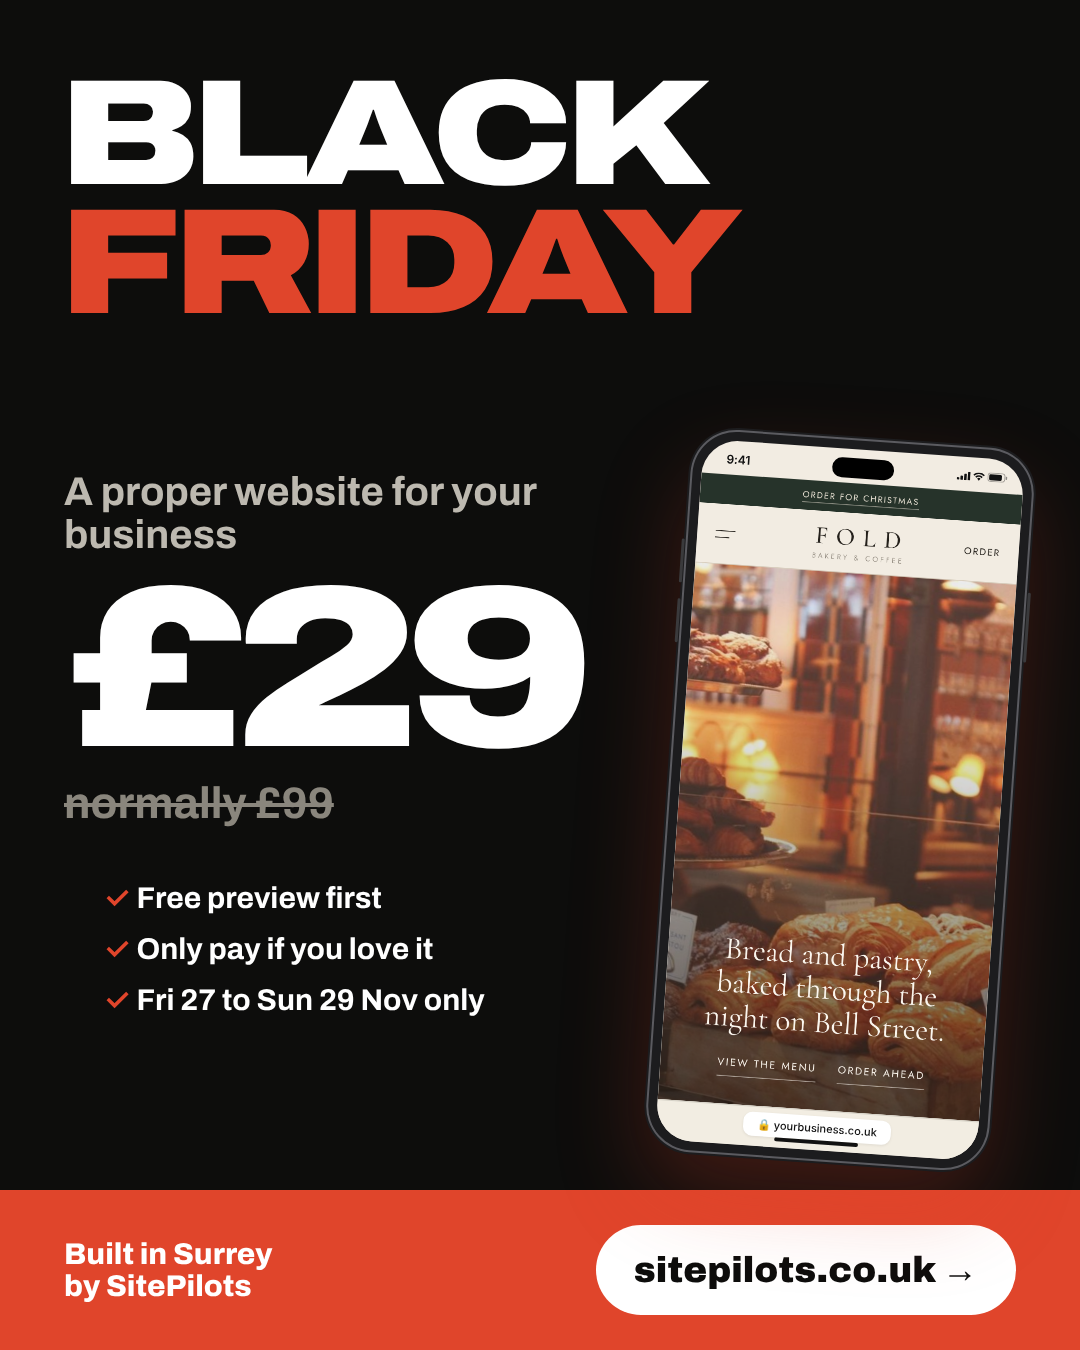 BLACK
FRIDAY
A proper website for your
business
£29
normally £99
Free preview first
Only pay if you love it
Fri 27 to Sun 29 Nov only
9:41
ORDER FOR CHRISTMAS
FOLD
BAKERY & COFFEE
ORDER
Bread and pastry,
baked through the
night on Bell Street.
VIEW THE MENU
ORDER AHEAD
yourbusiness.co.uk
Built in Surrey
by SitePilots
sitepilots.co.uk →